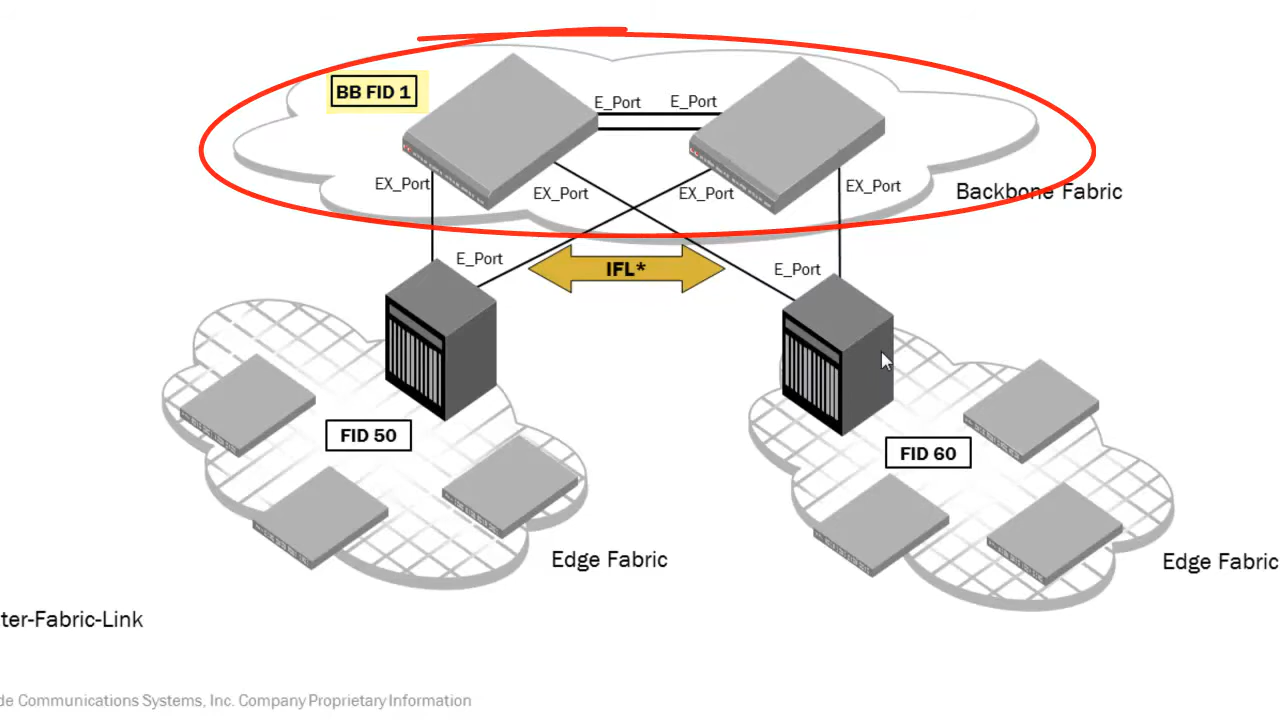 BB FID 1
E_Port
E_Port
EX_Port
EX_Port
EX_Port
EX_Port
Backbone Fabric
E_Port
IFL*
E_Port
FID 50
FID 60
Edge Fabric
Edge Fabric
ter-Fabric-Link
de Communications Systems, Inc. Company Proprietary Information